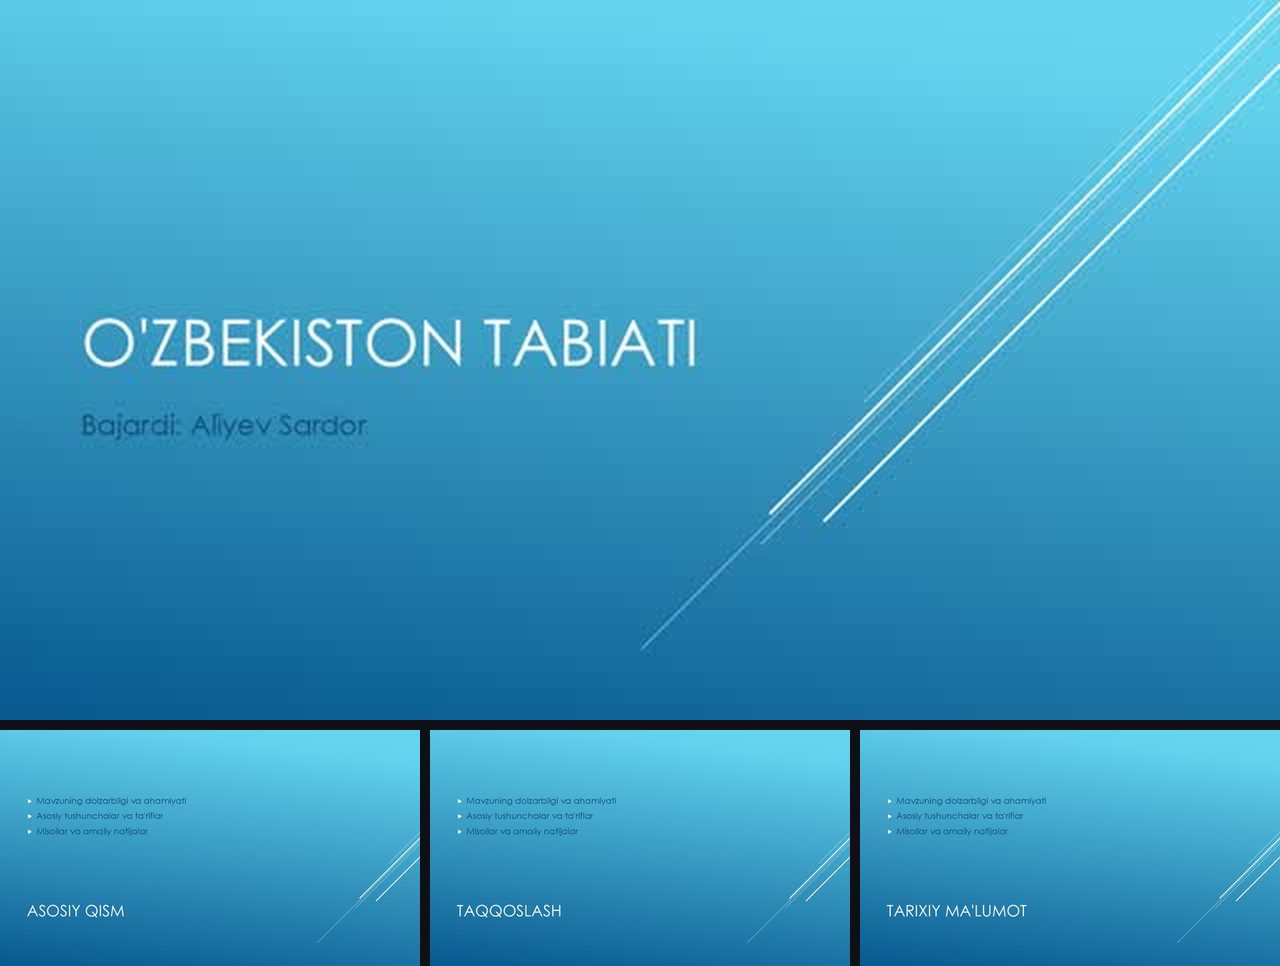 O'ZBEKISTON TABIATI
Bajardi: Aliyev Sardor
Mavzuning dolzarbligi va ahamiyati
Asosiy tushunchalar va ta'riflar
Misollar va amaliy natijalar
ASOSIY QISM
Mavzuning dolzarbligi va ahamiyati
Asosiy tushunchalar va ta'riflar
Misollar va amaliy natijalar
TAQQOSLASH
Mavzuning dolzarbligi va ahamiyati
Asosiy tushunchalar va ta'riflar
Misollar va amaliy natijalar
TARIXIY MA'LUMOT